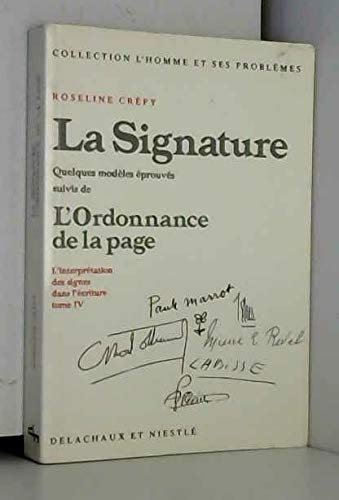 COLLECTION L'HOMME ET SES PROBLÈMES
ROSELINE CRÉPY
La Signature
Quelques modèles éprouvés
suivis de
L'Ordonnance
de la page
L'interprétation
des signes
dans l'écriture
tome IV
Paul Marrot
LABISSE
DELACHAUX ET NIESTLÉ